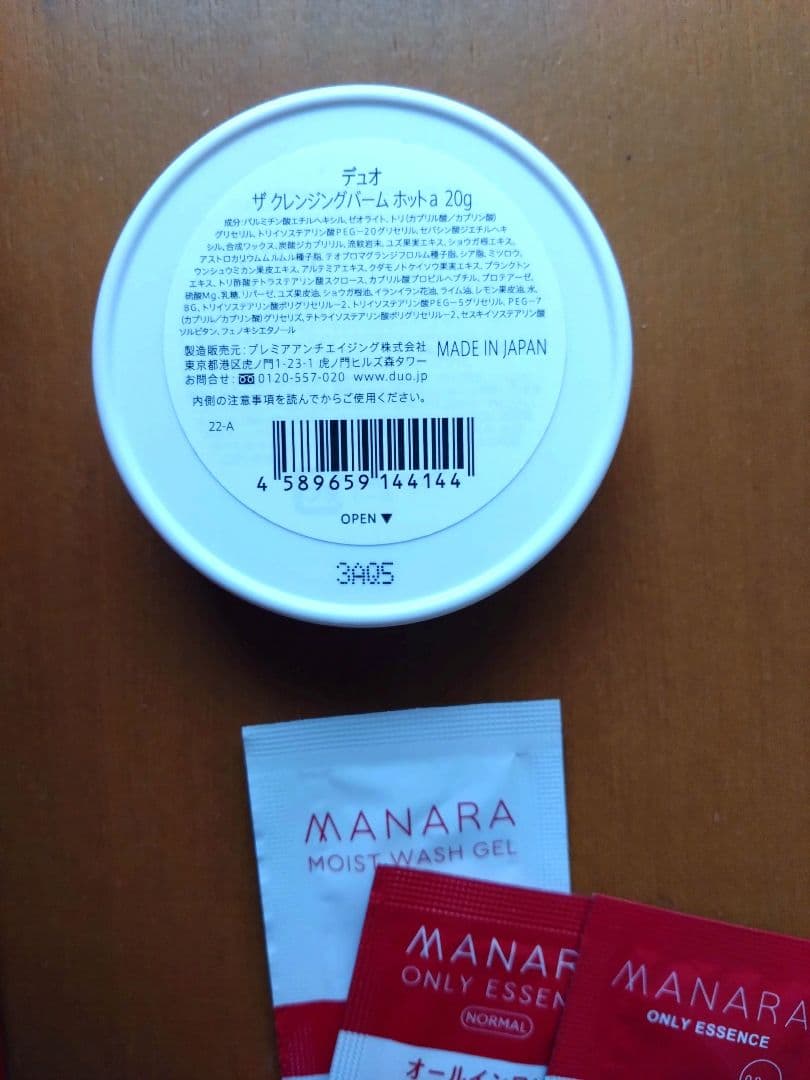 デュオ
ザ クレンジングバーム ホットa 20g
成分:パルミチン酸エチルヘキシル、ゼオライト、トリ(カプリル酸/カプリン酸)
グリセリル、トリイソステアリン酸PEG-20グリセリル、セバシン酸ジエチルヘキ
シル、合成ワックス、炭酸ジカプリリル、流紋岩末、ユズ果実エキス、ショウガ根エキス、
アストロカリウムムルムル種子脂、テオブロマグランジフロルム種子脂、シア脂、ミツロウ、
ウンシュウミカン果皮エキス、アルテミアエキス、クダモノトケイソウ果実エキス、プランクトン
エキス、トリ酢酸テトラステアリン酸スクロース、カプリル酸プロピルヘプチル、プロテアーゼ、
硫酸Mg、乳糖、リパーゼ、ユズ果皮油、ショウガ根油、イランイラン花油、ライム油、レモン果皮油、水、
BG、トリイソステアリン酸ポリグリセリル-2、トリイソステアリン酸PEG-5グリセリル、PEG-7
(カプリル/カプリン酸)グリセリズ、テトライソステアリン酸ポリグリセリル-2、セスキイソステアリン酸
ソルビタン、フェノキシエタノール
製造販売元:プレミアアンチエイジング株式会社 MADE IN JAPAN
東京都港区虎ノ門1-23-1 虎ノ門ヒルズ森タワー
お問合せ: 0120-557-020 www.duo.jp
内側の注意事項を読んでからご使用ください。
22-A
4 589659 144144
OPEN ▼
3AQ5
MANARA
MOIST WASH GEL
MANAR
ONLY ESSEN
NORMAL
オールイン
MANARA
ONLY ESSENCE